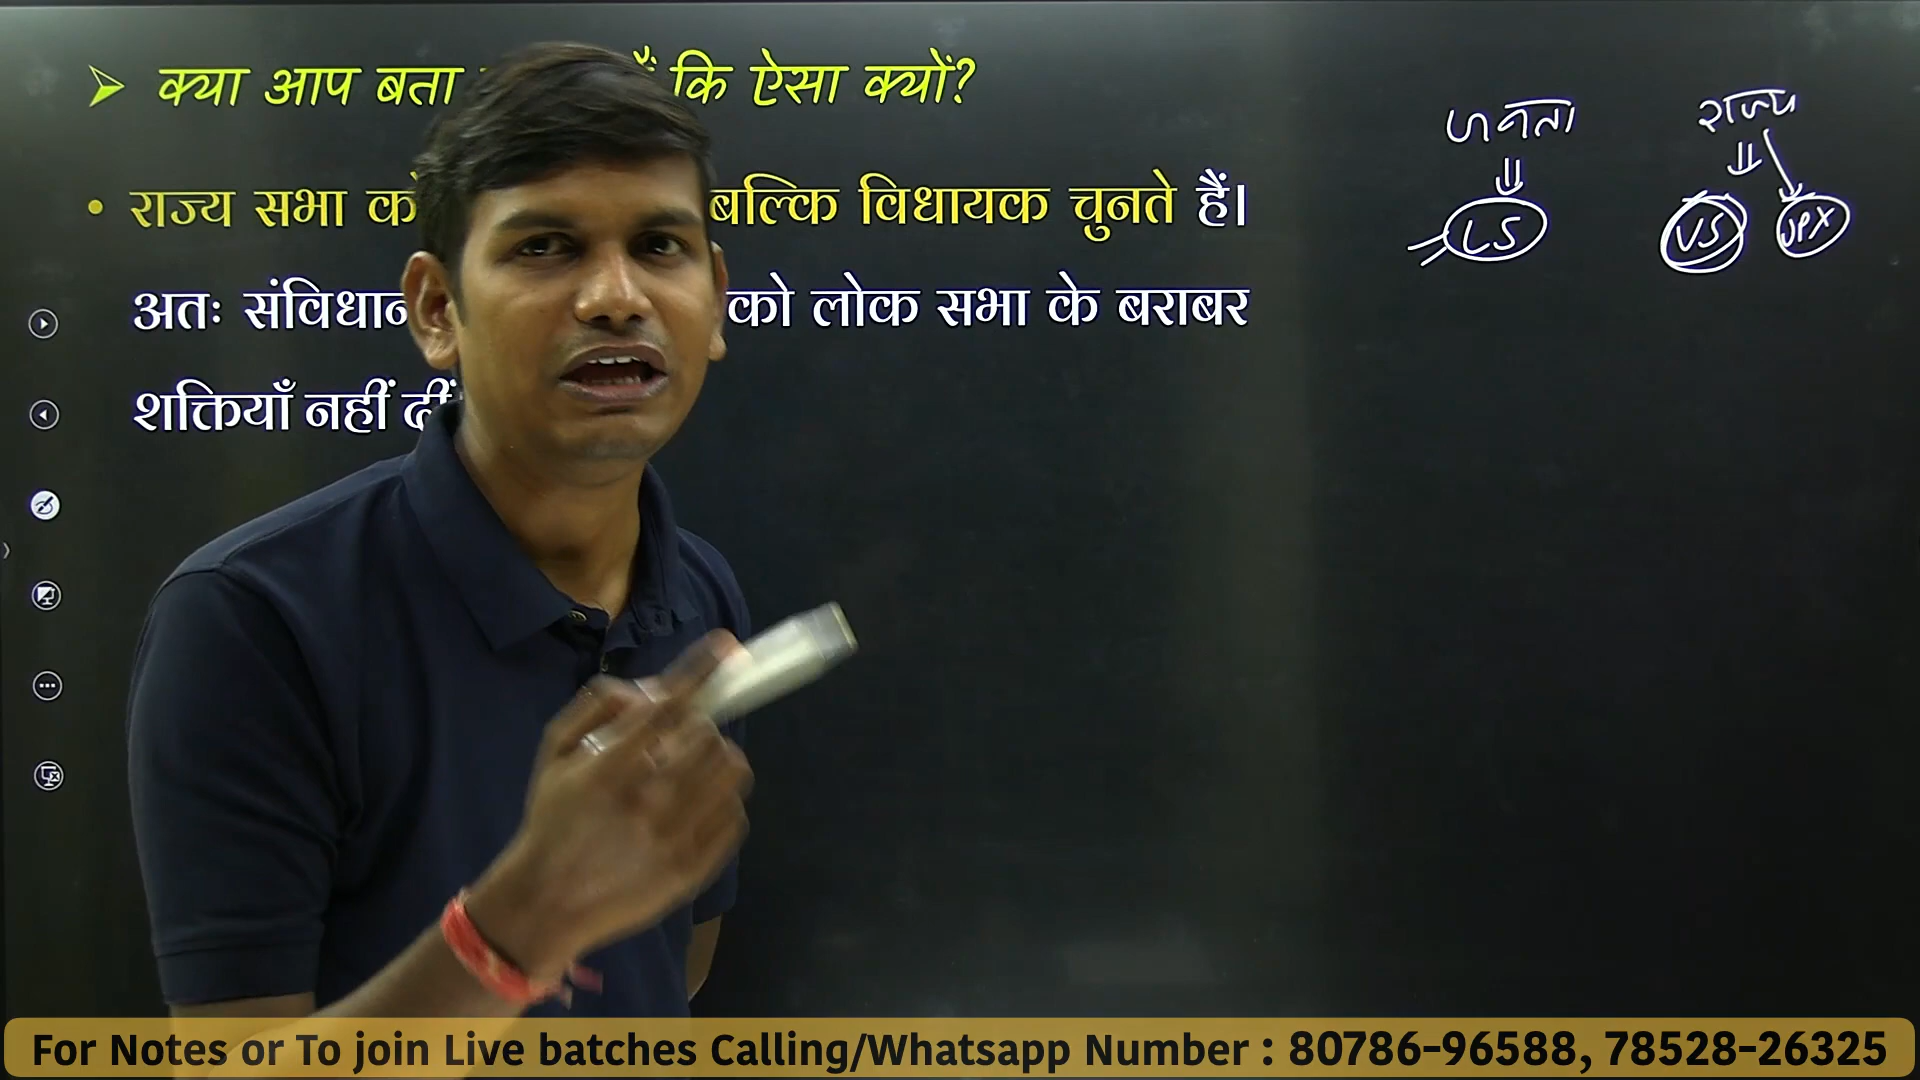 क्या आप बता कि ऐसा क्यों?
राज्य सभा को बल्कि विधायक चुनते हैं।
अतः संविधान को लोक सभा के बराबर
शक्तियाँ नहीं दीं
जनता
LS
राज्य
VS
For Notes or To join Live batches Calling/Whatsapp Number : 80786-96588, 78528-26325